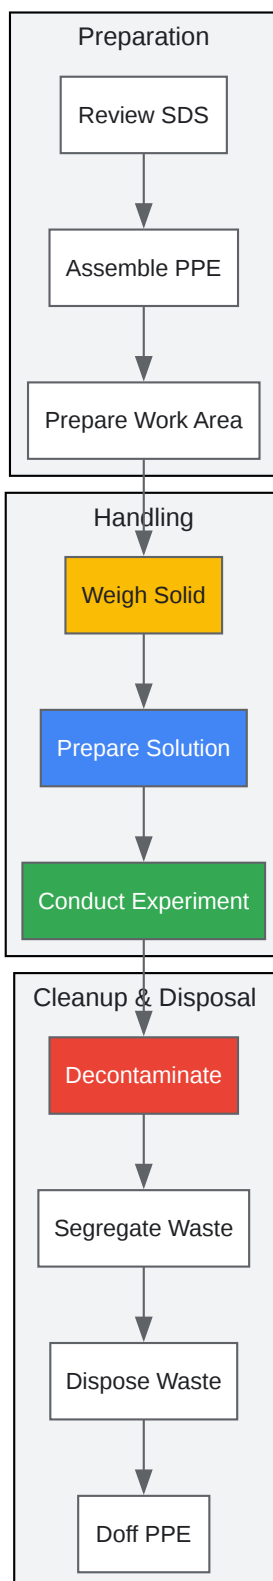 Preparation
Review SDS
Assemble PPE
Prepare Work Area
Handling
Weigh Solid
Prepare Solution
Conduct Experiment
Cleanup & Disposal
Decontaminate
Segregate Waste
Dispose Waste
Doff PPE